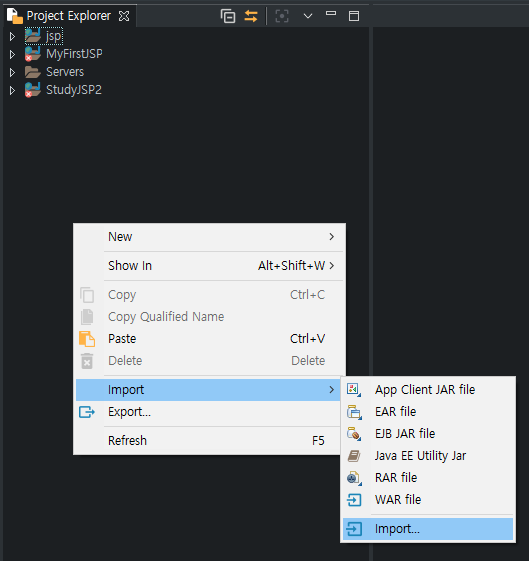 Project Explorer
jsp
MyFirstJSP
Servers
StudyJSP2
New
Show In Alt+Shift+W
Copy Ctrl+C
Copy Qualified Name
Paste Ctrl+V
Delete Delete
Import
Export...
Refresh F5
App Client JAR file
EAR file
EJB JAR file
Java EE Utility Jar
RAR file
WAR file
Import...